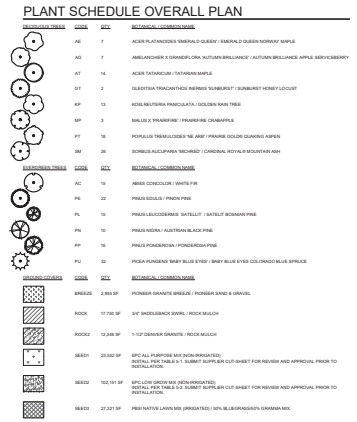 PLANT SCHEDULE OVERALL PLAN
DECIDUOUS TREES CODE QTY BOTANICAL / COMMON NAME
AE 7 ACER PLATANOIDES 'EMERALD QUEEN' / EMERALD QUEEN NORWAY MAPLE
AG 7 AMELANCHIER X GRANDIFLORA 'AUTUMN BRILLIANCE' / AUTUMN BRILLIANCE APPLE SERVICEBERRY
AT 14 ACER TATARICUM / TATARIAN MAPLE
GT 2 GLEDITSIA TRIACANTHOS INERMIS 'SUNBURST' / SUNBURST HONEY LOCUST
KP 13 KOELREUTERIA PANICULATA / GOLDEN RAIN TREE
MP 3 MALUS X 'PRAIRIFIRE' / PRAIRIFIRE CRABAPPLE
PT 18 POPULUS TREMULOIDES 'NE ARB' / PRAIRIE GOLD® QUAKING ASPEN
SM 26 SORBUS AUCUPARIA 'MICHRED' / CARDINAL ROYAL® MOUNTAIN ASH
EVERGREEN TREES CODE QTY BOTANICAL / COMMON NAME
AC 15 ABIES CONCOLOR / WHITE FIR
PE 22 PINUS EDULIS / PINON PINE
PL 15 PINUS LEUCODERMIS 'SATELLIT' / SATELIT BOSNIAN PINE
PN 10 PINUS NIGRA / AUSTRIAN BLACK PINE
PP 16 PINUS PONDEROSA / PONDEROSA PINE
PU 32 PICEA PUNGENS 'BABY BLUE EYES' / BABY BLUE EYES COLORADO BLUE SPRUCE
GROUND COVERS CODE QTY BOTANICAL / COMMON NAME
BREEZE 2,995 SF PIONEER GRANITE BREEZE / PIONEER SAND & GRAVEL
ROCK 17,792 SF 3/4" SADDLEBACK SWIRL / ROCK MULCH
ROCK2 12,346 SF 1-1/2" DENVER GRANITE / ROCK MULCH
SEED1 23,552 SF EPC ALL PURPOSE MIX (NON-IRRIGATED)
INSTALL PER TABLE 5-1. SUBMIT SUPPLIER CUT-SHEET FOR REVIEW AND APPROVAL PRIOR TO
INSTALLATION.
SEED2 102,151 SF EPC LOW GROW MIX (NON-IRRIGATED)
INSTALL PER TABLE 5-2. SUBMIT SUPPLIER CUT-SHEET FOR REVIEW AND APPROVAL PRIOR TO
INSTALLATION.
SEED3 27,321 SF PBSI NATIVE LAWN MIX (IRRIGATED) / 50% BLUEGRASS/50% GRAMMA MIX